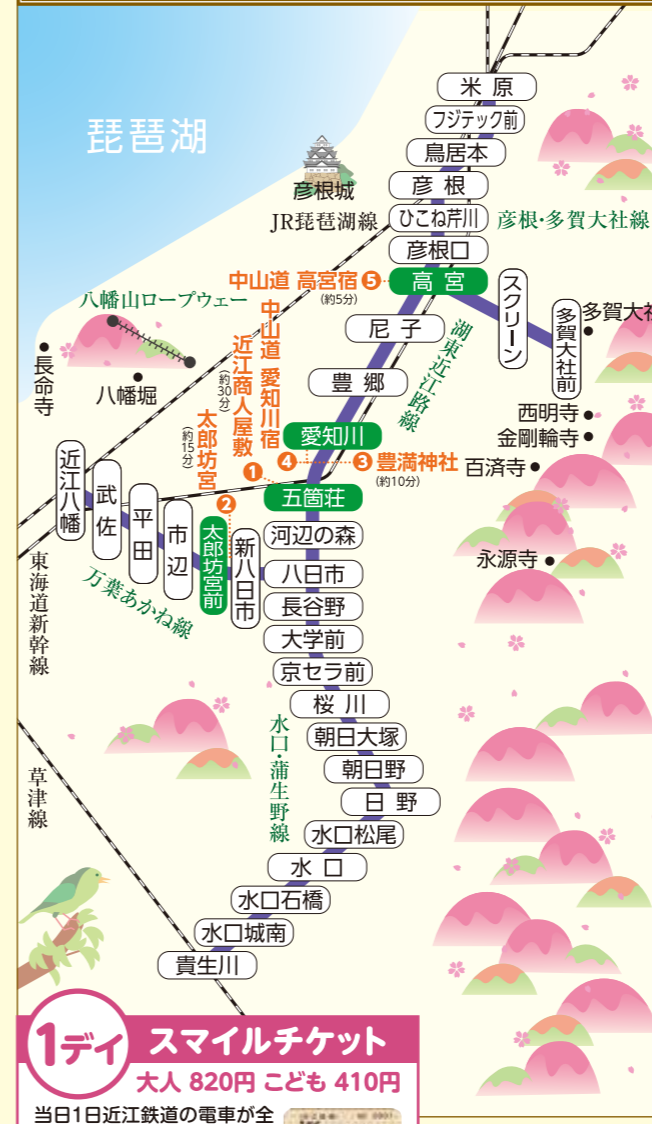 琵琶湖
米原
フジテック前
鳥居本
彦根城
彦根
JR琵琶湖線
ひこね芹川
彦根・多賀大社線
彦根口
中山道 高宮宿 5
(約5分)
高宮
スクリーン
多賀大社前
多賀大社
八幡山ロープウェー
尼子
湖東近江路線
豊郷
長命寺
八幡堀
中山道 愛知川宿
近江商人屋敷
(約30分)
太郎坊宮
(約15分)
西明寺
金剛輪寺
百済寺
永源寺
愛知川
4
3 豊満神社
(約10分)
1
五箇荘
2
近江八幡
武佐
平田
市辺
太郎坊宮前
新八日市
河辺の森
八日市
長谷野
大学前
京セラ前
桜川
朝日大塚
朝日野
日野
水口松尾
水口
水口石橋
水口城南
貴生川
万葉あかね線
東海道新幹線
水口・蒲生野線
草津線
1デイ
スマイルチケット
大人 820円 こども 410円
当日1日近江鉄道の電車が全